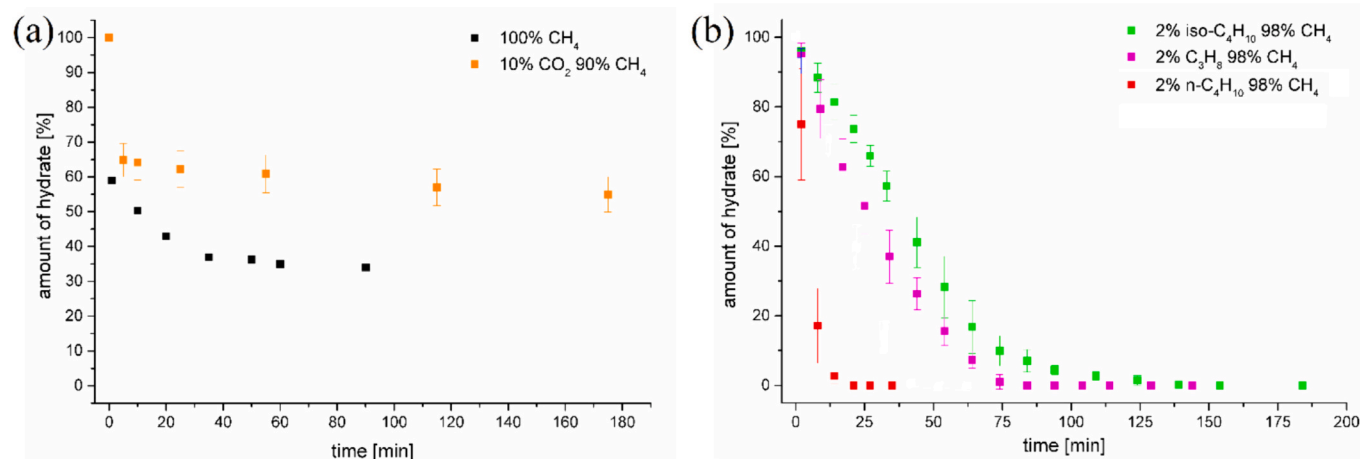 (a)
100% CH₄
10% CO₂ 90% CH₄
amount of hydrate [%]
100
90
80
70
60
50
40
30
20
10
0
0 20 40 60 80 100 120 140 160 180
time [min]
(b)
2% iso-C₄H₁₀ 98% CH₄
2% C₃H₈ 98% CH₄
2% n-C₄H₁₀ 98% CH₄
amount of hydrate [%]
100
80
60
40
20
0
0 25 50 75 100 125 150 175 200
time [min]